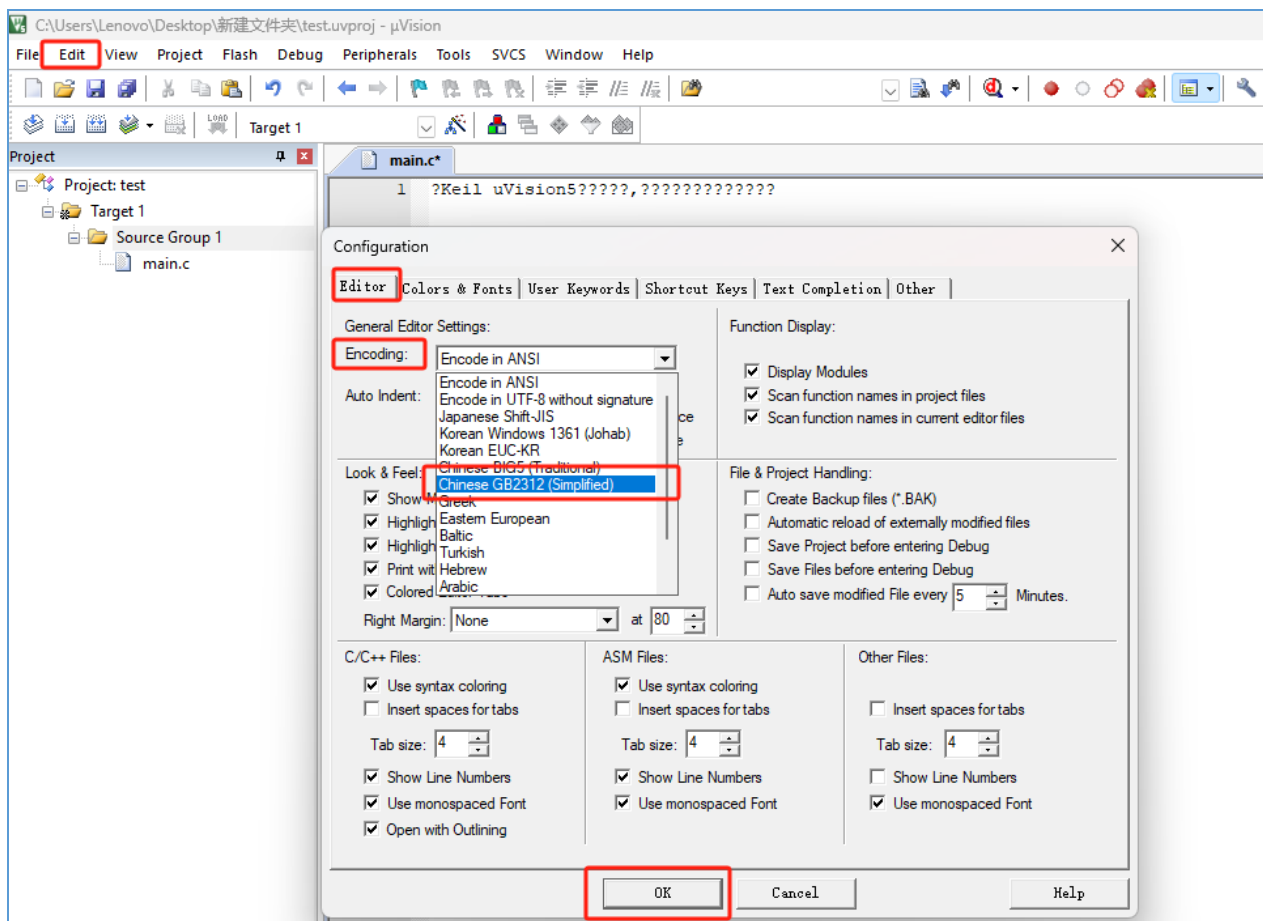 C:\Users\Lenovo\Desktop\新建文件夹\test.uvproj - µVision
File Edit View Project Flash Debug Peripherals Tools SVCS Window Help
LOAD
Target 1
Project
main.c*
Project: test
Target 1
Source Group 1
main.c
1 ?Keil uVision5?????,?????????????
Configuration
Editor Colors & Fonts User Keywords Shortcut Keys Text Completion Other
General Editor Settings:
Encoding: Encode in ANSI
Encode in ANSI
Encode in UTF-8 without signature
Japanese Shift-JIS
Korean Windows 1361 (Johab)
Korean EUC-KR
Chinese BIG5 (Traditional)
Chinese GB2312 (Simplified)
Greek
Eastern European
Baltic
Turkish
Hebrew
Arabic
Auto Indent:
Look & Feel:
Show
Highligh
Highligh
Print wit
Colored
Right Margin: None at 80
Function Display:
Display Modules
Scan function names in project files
Scan function names in current editor files
File & Project Handling:
Create Backup files (*.BAK)
Automatic reload of externally modified files
Save Project before entering Debug
Save Files before entering Debug
Auto save modified File every 5 Minutes.
C/C++ Files:
Use syntax coloring
Insert spaces for tabs
Tab size: 4
Show Line Numbers
Use monospaced Font
Open with Outlining
ASM Files:
Use syntax coloring
Insert spaces for tabs
Tab size: 4
Show Line Numbers
Use monospaced Font
Other Files:
Insert spaces for tabs
Tab size: 4
Show Line Numbers
Use monospaced Font
OK Cancel Help